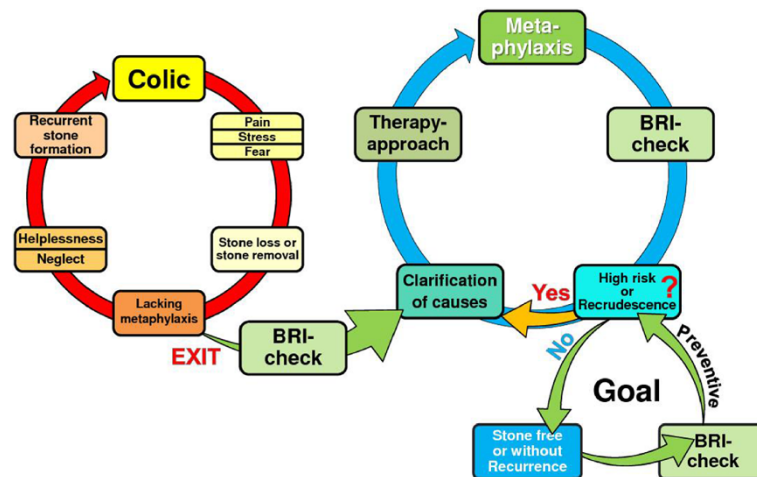 Colic
Pain
Stress
Fear
Stone loss or
stone removal
Lacking
metaphylaxis
Helplessness
Neglect
Recurrent
stone
formation
EXIT
BRI-
check
Clarification
of causes
Therapy-
approach
Meta-
phylaxis
BRI-
check
High risk
or
Recrudescence
?
Yes
No
Goal
Stone free
or without
Recurrence
BRI-
check
Preventive